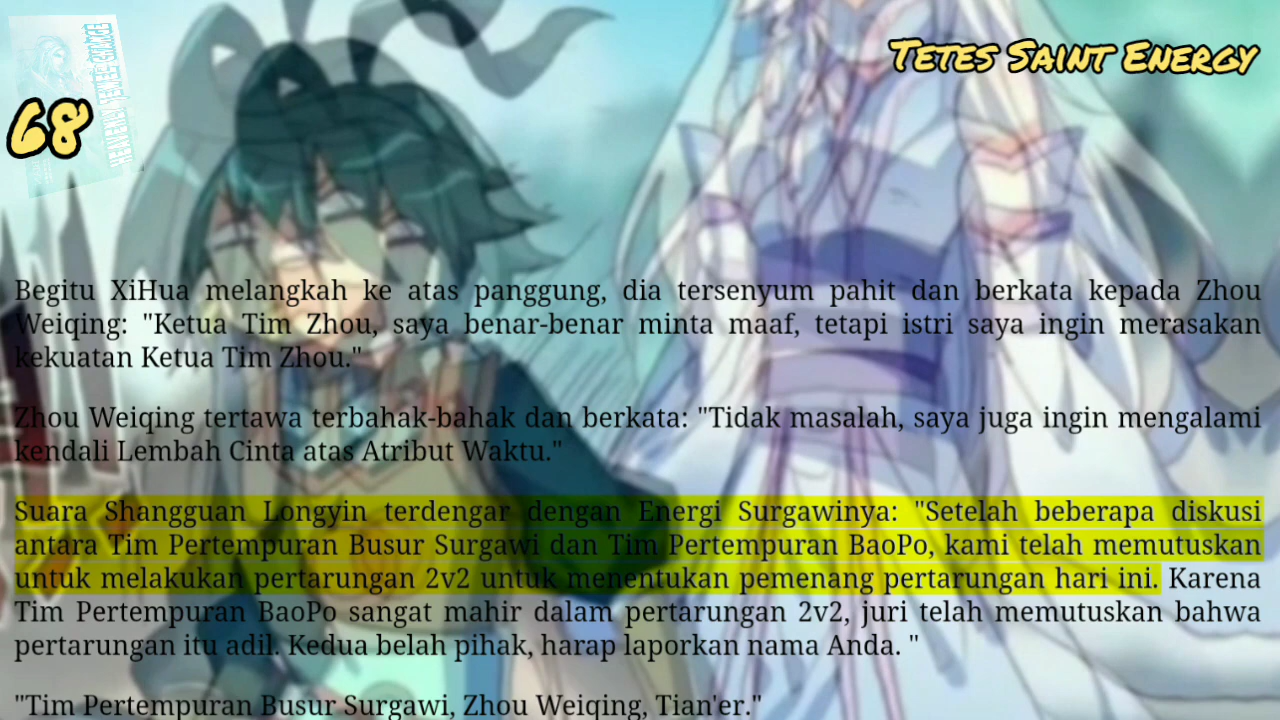 HEAVENLY JEWEL CHANGE
TETES SAINT ENERGY
68
Begitu XiHua melangkah ke atas panggung, dia tersenyum pahit dan berkata kepada Zhou
Weiqing: "Ketua Tim Zhou, saya benar-benar minta maaf, tetapi istri saya ingin merasakan
kekuatan Ketua Tim Zhou."
Zhou Weiqing tertawa terbahak-bahak dan berkata: "Tidak masalah, saya juga ingin mengalami
kendali Lembah Cinta atas Atribut Waktu."
Suara Shangguan Longyin terdengar dengan Energi Surgawinya: "Setelah beberapa diskusi
antara Tim Pertempuran Busur Surgawi dan Tim Pertempuran BaoPo, kami telah memutuskan
untuk melakukan pertarungan 2v2 untuk menentukan pemenang pertarungan hari ini. Karena
Tim Pertempuran BaoPo sangat mahir dalam pertarungan 2v2, juri telah memutuskan bahwa
pertarungan itu adil. Kedua belah pihak, harap laporkan nama Anda. "
"Tim Pertempuran Busur Surgawi, Zhou Weiqing, Tian'er."